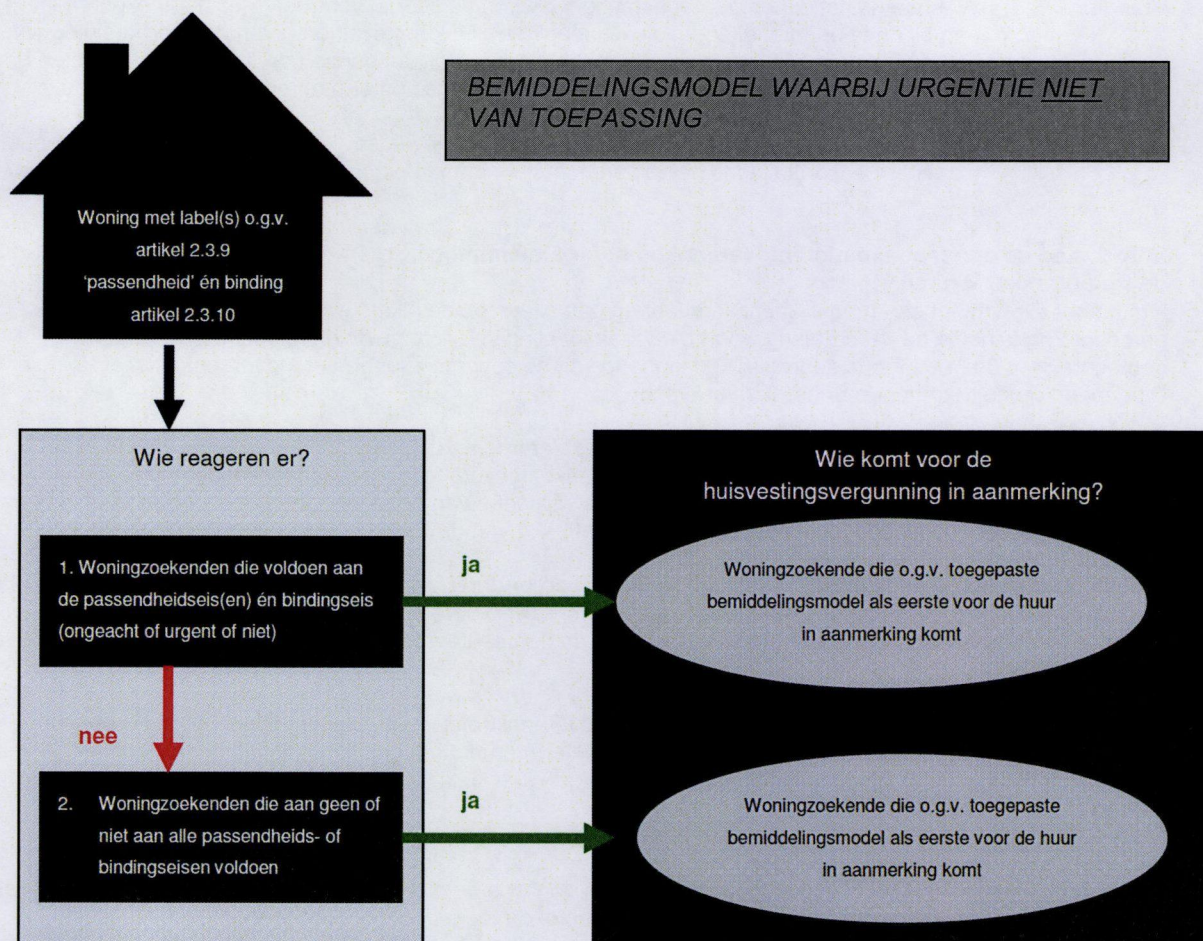 BEMIDDELINGSMODEL WAARBIJ URGENTIE NIET
VAN TOEPASSING
Woning met label(s) o.g.v.
artikel 2.3.9
‘passendheid’ én binding
artikel 2.3.10
Wie reageren er?
1. Woningzoekenden die voldoen aan
de passendheidseis(en) én bindingseis
(ongeacht of urgent of niet)
ja
nee
2. Woningzoekenden die aan geen of
niet aan alle passendheids- of
bindingseisen voldoen
ja
Wie komt voor de
huisvestingsvergunning in aanmerking?
Woningzoekende die o.g.v. toegepaste
bemiddelingsmodel als eerste voor de huur
in aanmerking komt
Woningzoekende die o.g.v. toegepaste
bemiddelingsmodel als eerste voor de huur
in aanmerking komt